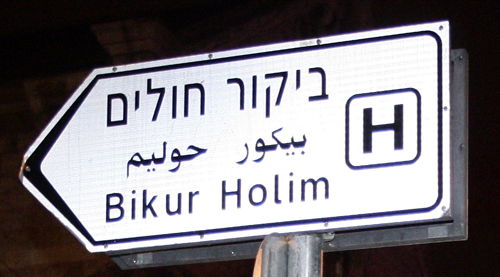 ביקור חולים
بيكور حوليم
Bikur Holim
H